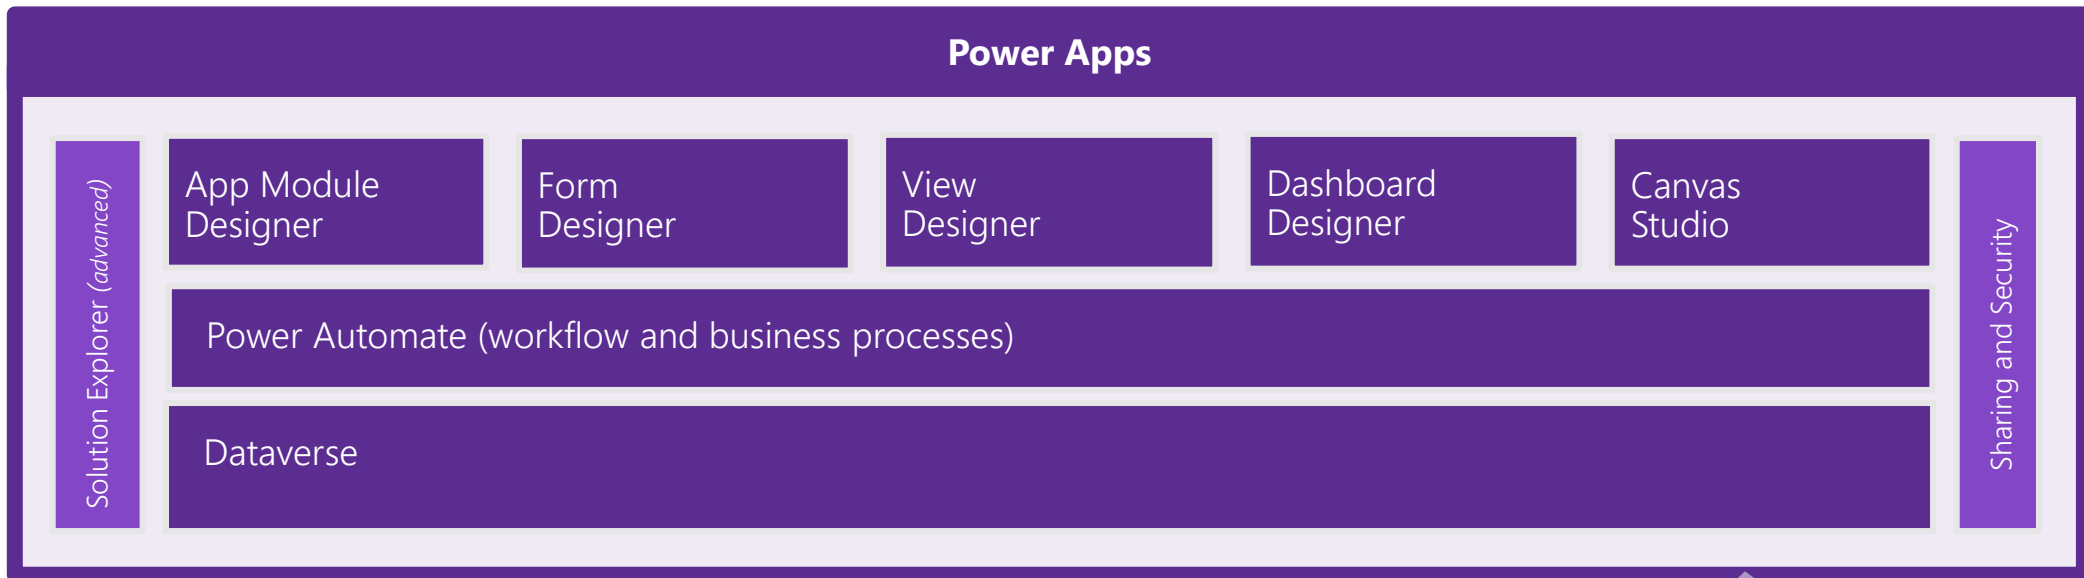 Power Apps
Solution Explorer (advanced)
App Module
Designer
Form
Designer
View
Designer
Dashboard
Designer
Canvas
Studio
Power Automate (workflow and business processes)
Dataverse
Sharing and Security